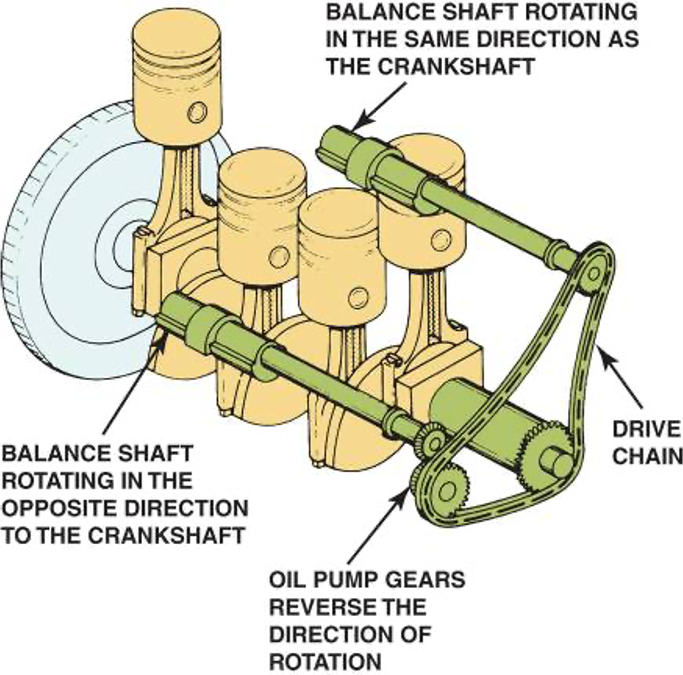 BALANCE SHAFT ROTATING
IN THE SAME DIRECTION AS
THE CRANKSHAFT
DRIVE
CHAIN
BALANCE SHAFT
ROTATING IN THE
OPPOSITE DIRECTION
TO THE CRANKSHAFT
OIL PUMP GEARS
REVERSE THE
DIRECTION OF
ROTATION